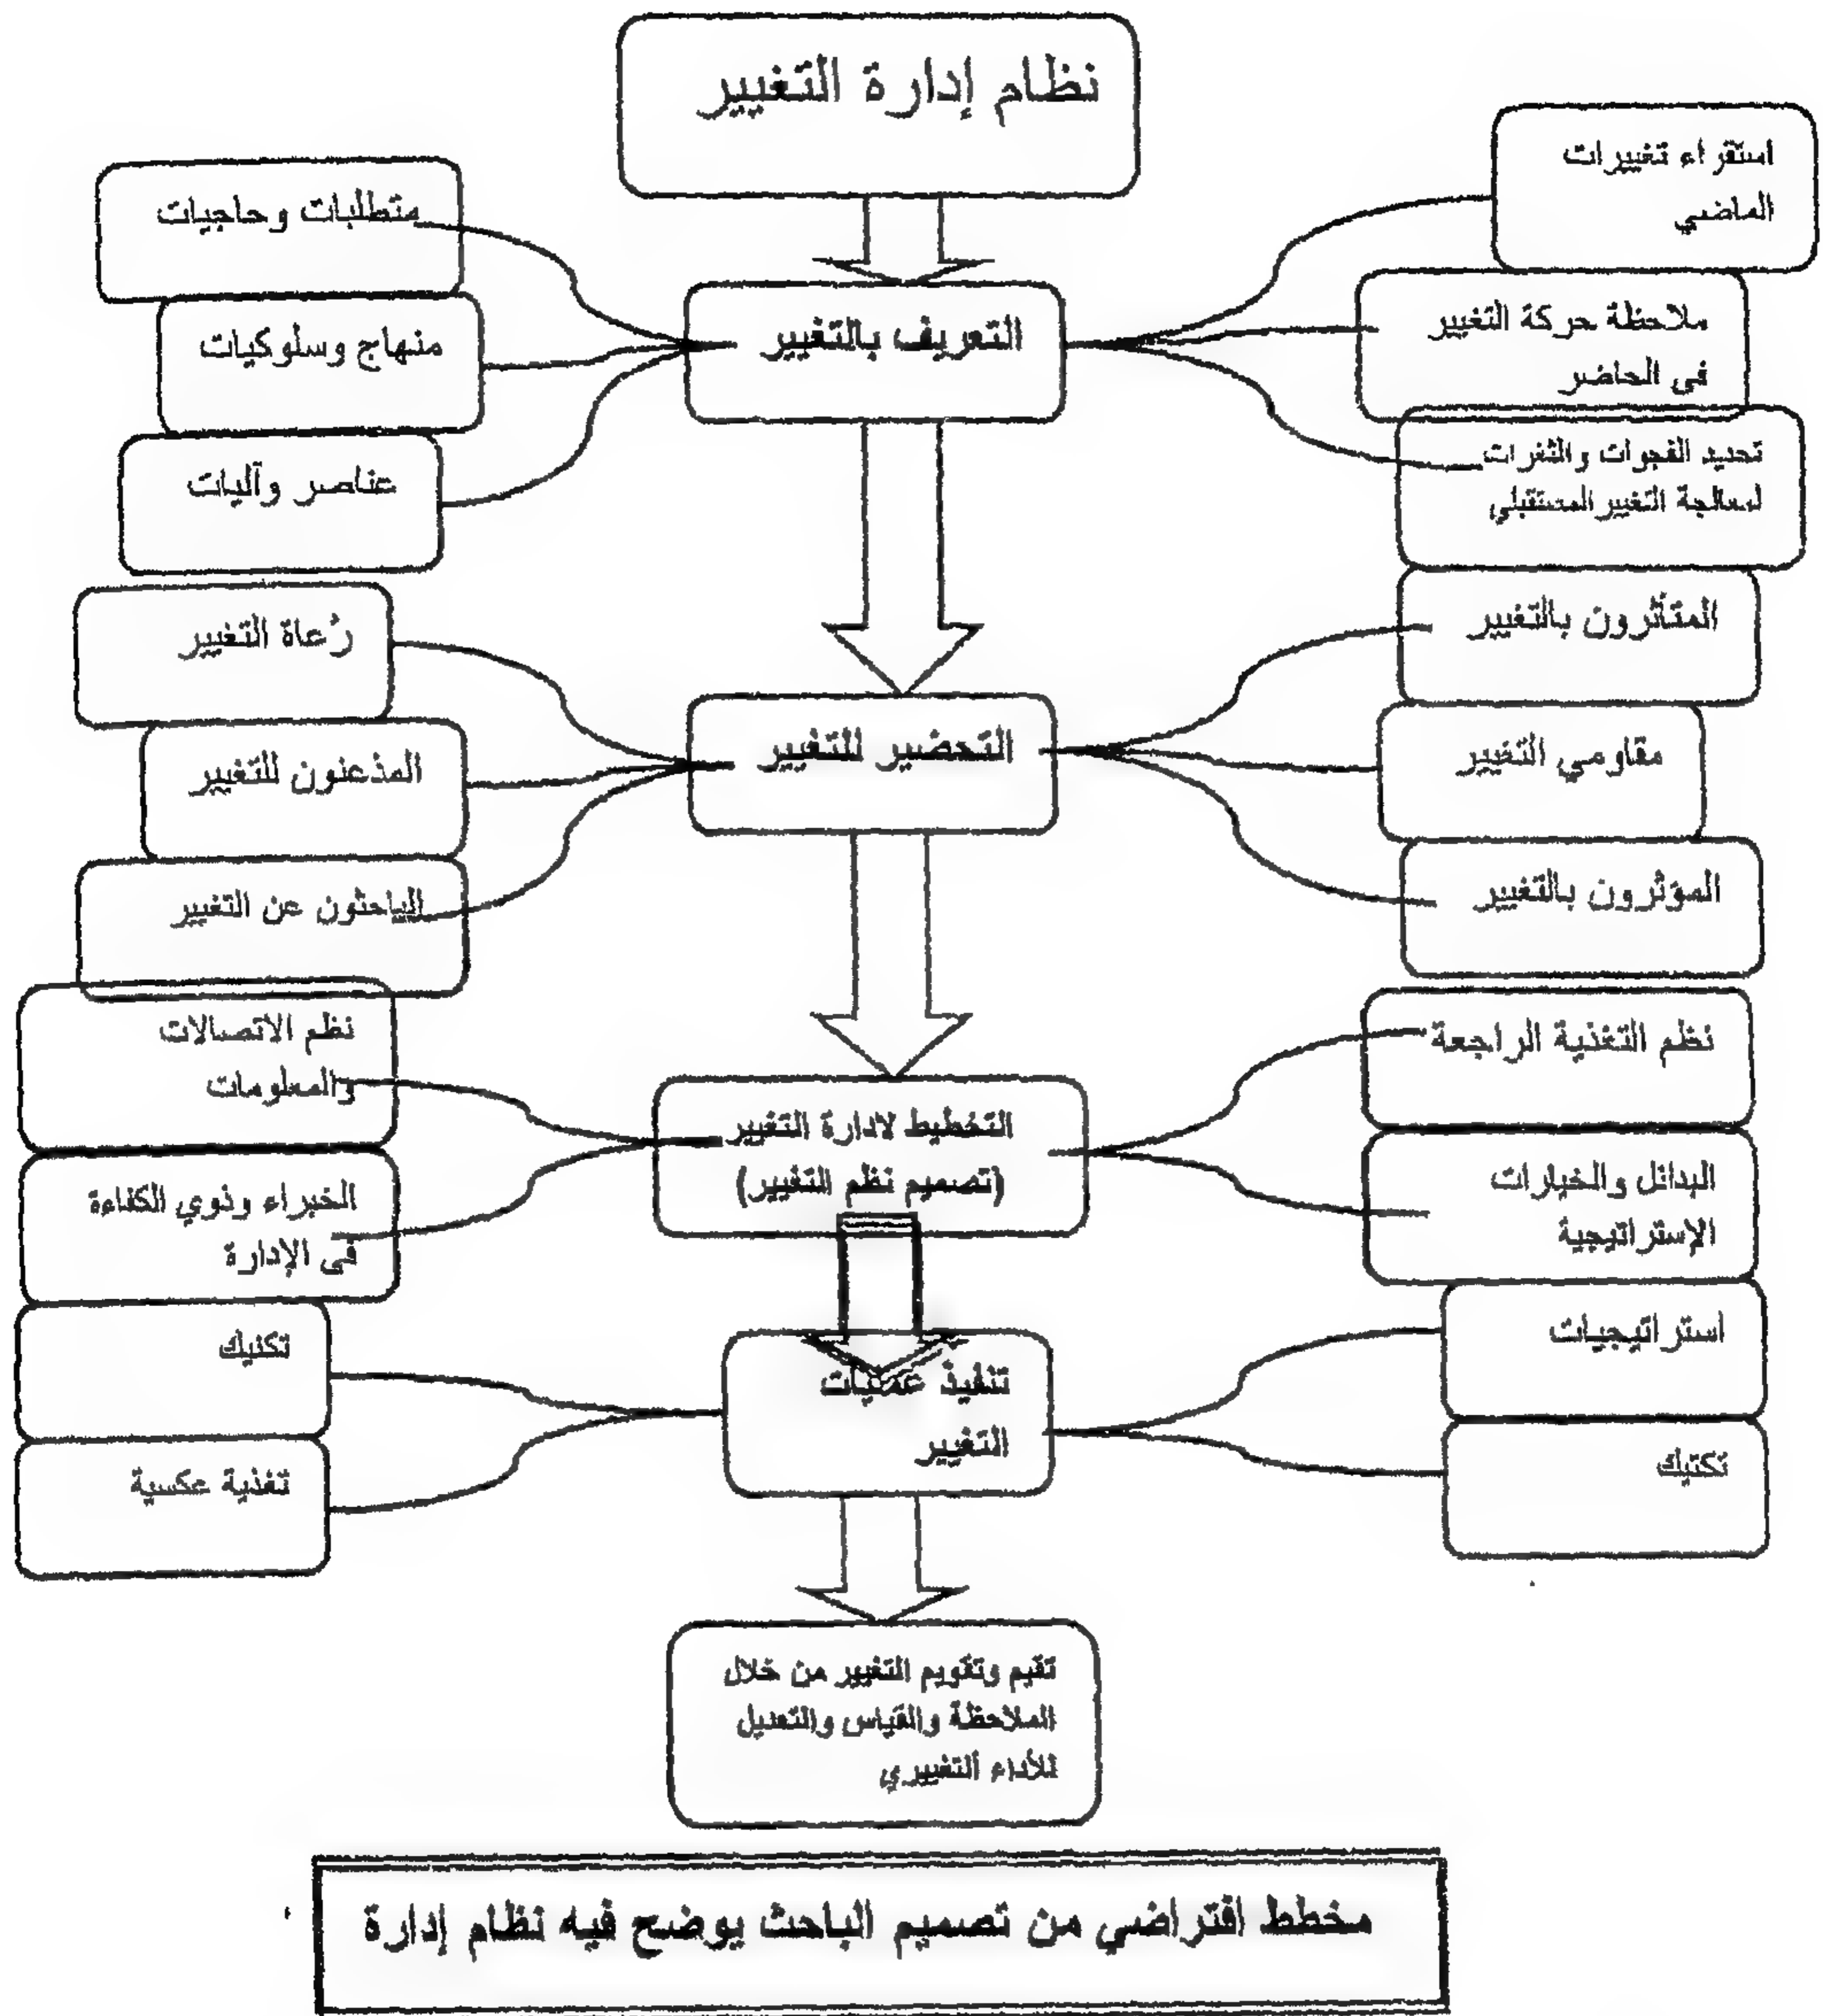 نظام إدارة التغيير
استقراء تغييرات
الماضي
متطلبات وحاجيات
التعريف بالتغيير
ملاحظة حركة التغيير
في الحاضر
منهاج وسلوكيات
تحديد الفجوات والثغرات
لمعالجة التغيير المستقبلي
عناصر وآليات
المتأثرون بالتغيير
رُعاة التغيير
التحضير للتغيير
مقاومي التغيير
المذعنون للتغيير
المؤثرون بالتغيير
الباحثون عن التغيير
نظم التغذية الراجعة
نظم الاتصالات
والمعلومات
التخطيط لادارة التغيير
(تصميم نظم التغيير)
البدائل والخيارات
الإستراتيجية
الخبراء وذوي الكفاءة
في الإدارة
استراتيجيات
تكنيك
تنفيذ عمليات
التغيير
تكتيك
تغذية عكسية
تقيم وتقويم التغيير من خلال
الملاحظة والقياس والتعديل
للأداء التغييري
مخطط افتراضي من تصميم الباحث يوضح فيه نظام إدارة